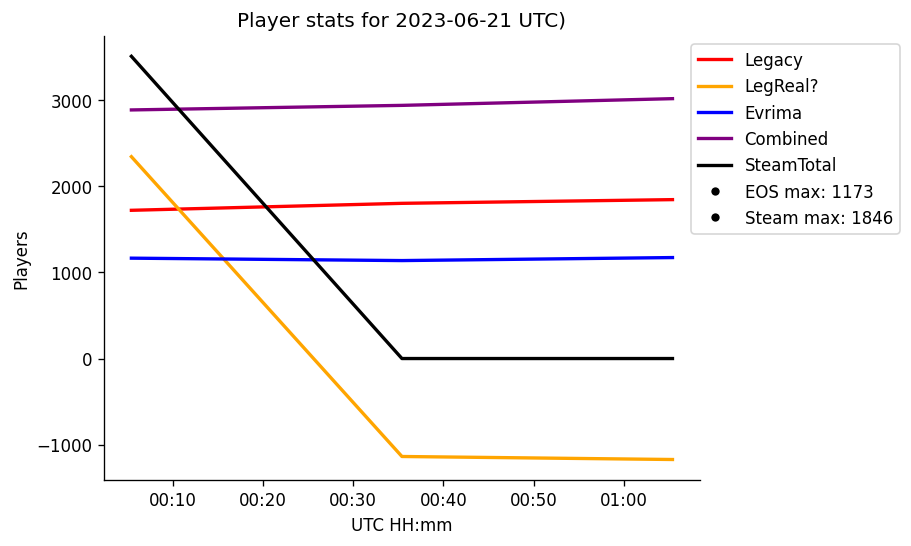 Player stats for 2023-06-21 UTC)
Legacy
LegReal?
Evrima
Combined
SteamTotal
EOS max: 1173
Steam max: 1846
Players
3000
2000
1000
0
−1000
00:10
00:20
00:30
00:40
00:50
01:00
UTC HH:mm